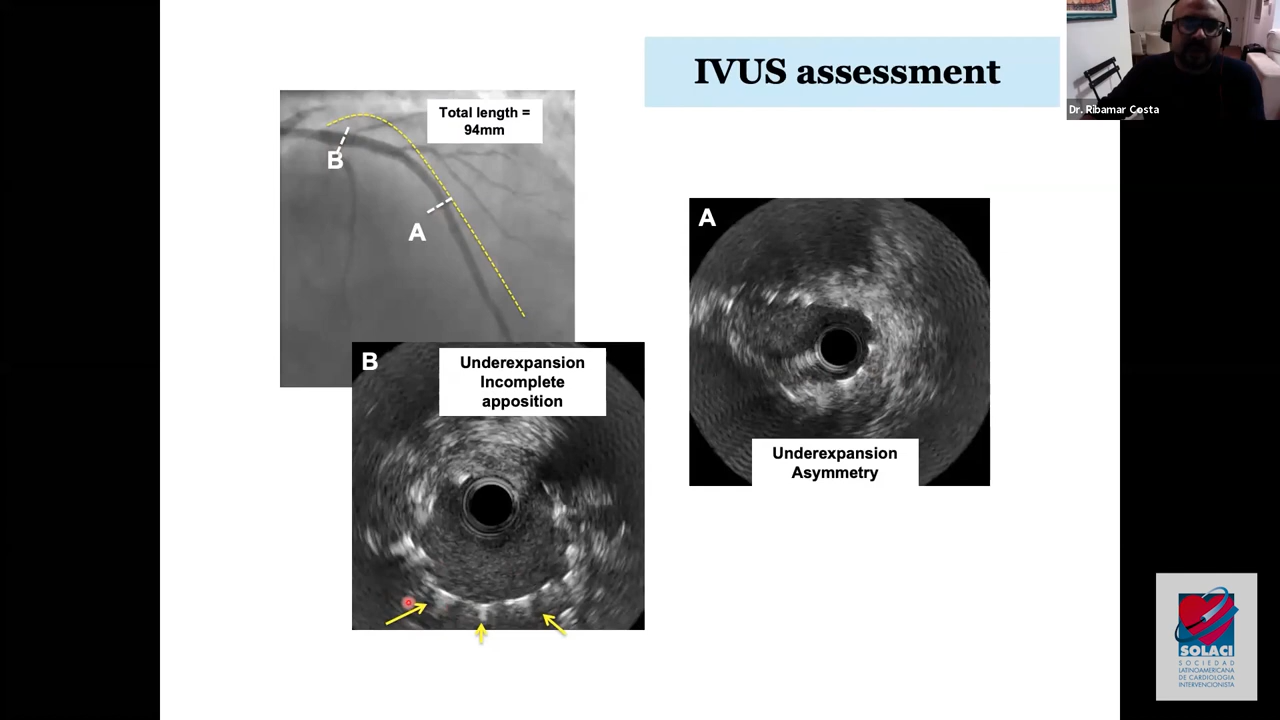 IVUS assessment
Dr. Ribamar Costa
Total length =
94mm
B
A
A
Underexpansion
Asymmetry
B
Underexpansion
Incomplete
apposition
SOLACI
SOCIEDAD
LATINOAMERICANA
DE CARDIOLOGIA
INTERVENCIONISTA